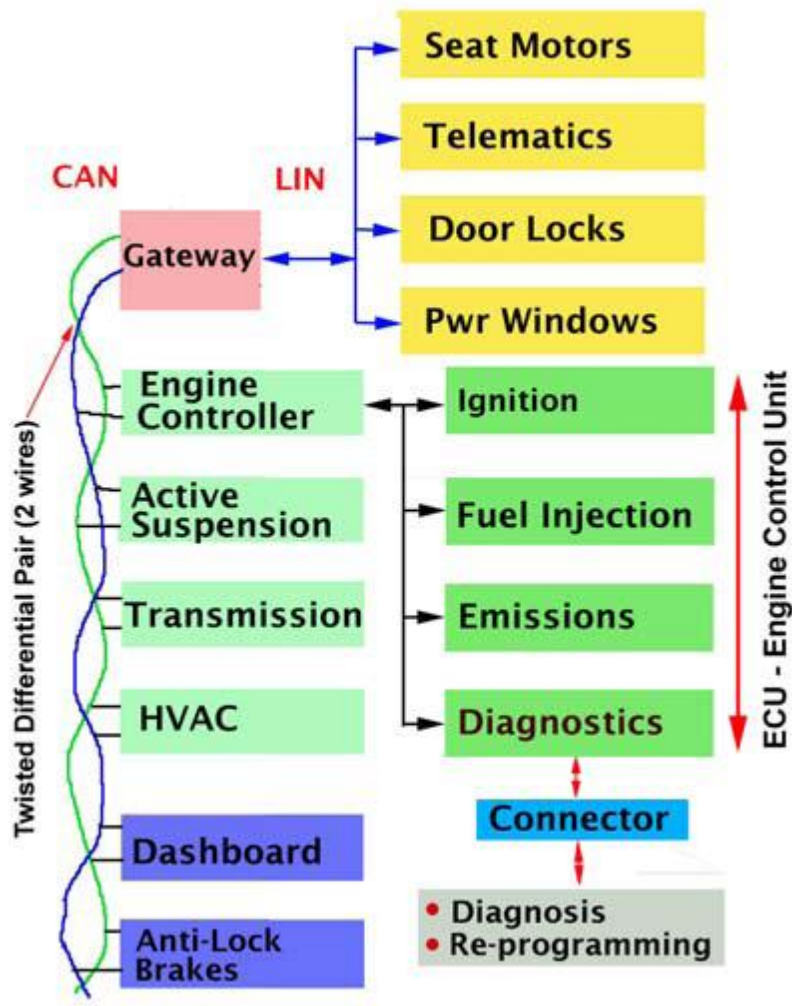 Seat Motors
Telematics
CAN
LIN
Door Locks
Gateway
Pwr Windows
Engine
Controller
Ignition
Active
Suspension
Fuel Injection
Transmission
Emissions
HVAC
Diagnostics
Connector
Dashboard
• Diagnosis
• Re-programming
Anti-Lock
Brakes
Twisted Differential Pair (2 wires)
ECU - Engine Control Unit